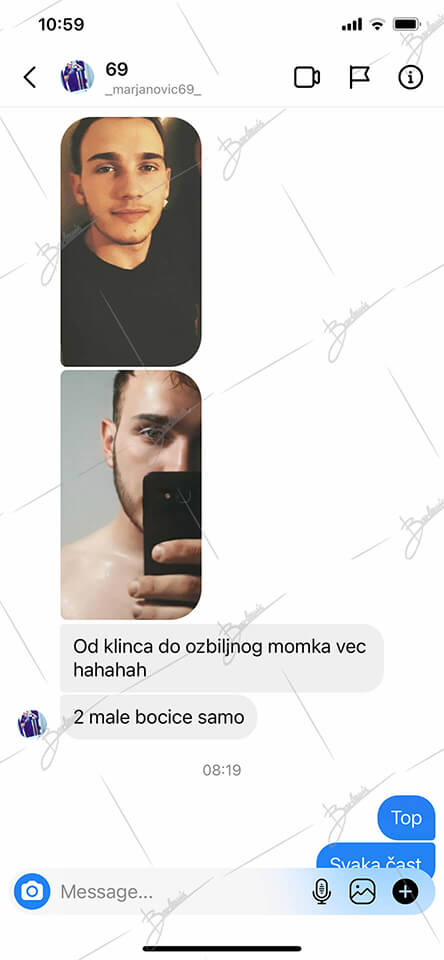 10:59
69
_marjanovic69_
Od klinca do ozbiljnog momka vec
hahahah
2 male bocice samo
08:19
Top
Svaka čast
Message...